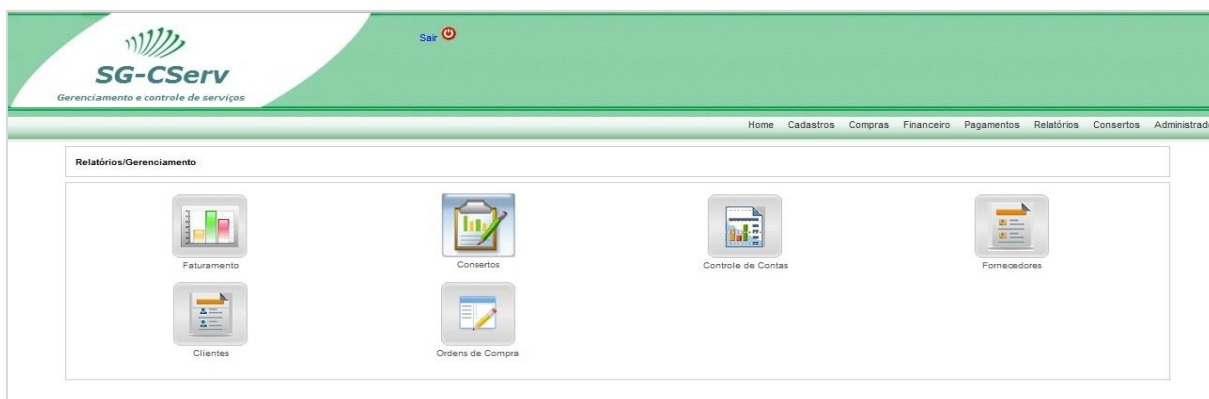 Sair
SG-CServ
Gerenciamento e controle de serviços
Home Cadastros Compras Financeiro Pagamentos Relatórios Consertos Administrad
Relatórios/Gerenciamento
Faturamento Consertos Controle de Contas Fornecedores
Clientes Ordens de Compra